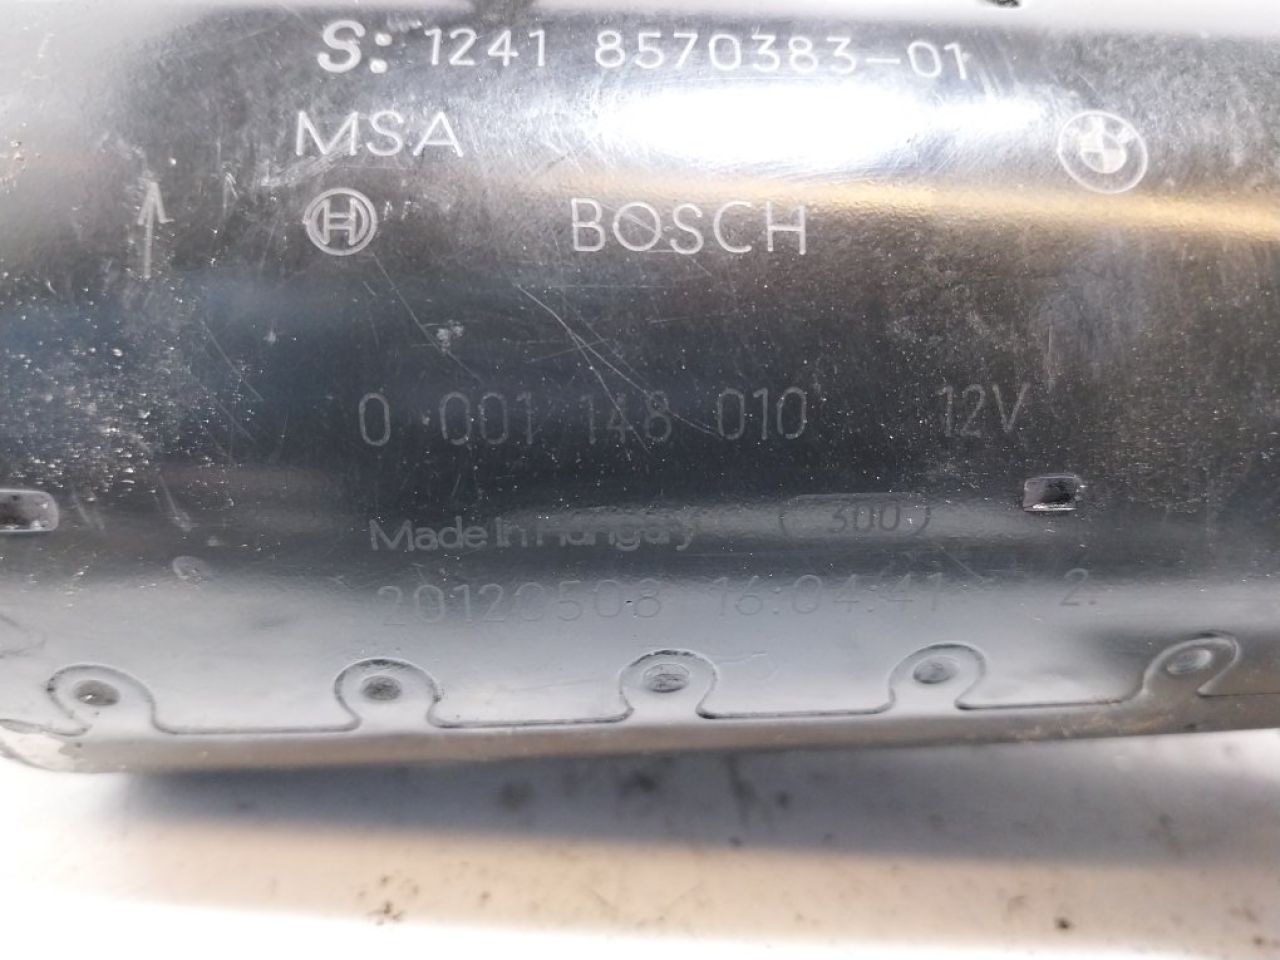 S: 1241 8570383-01
MSA
BOSCH
0 001 148 010 12V
Made in Hungary 300
20120508 16:04:41 2.